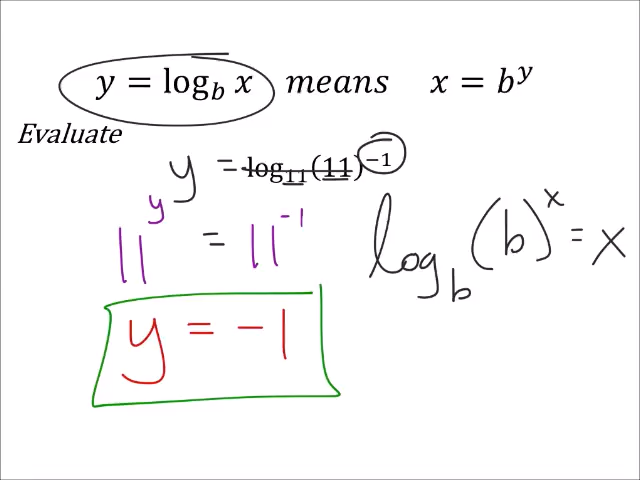 y = log_b x means x = b^y
Evaluate
y = log_11 (11)^-1
11^y = 11^-1
log_b (b)^x = x
y = -1